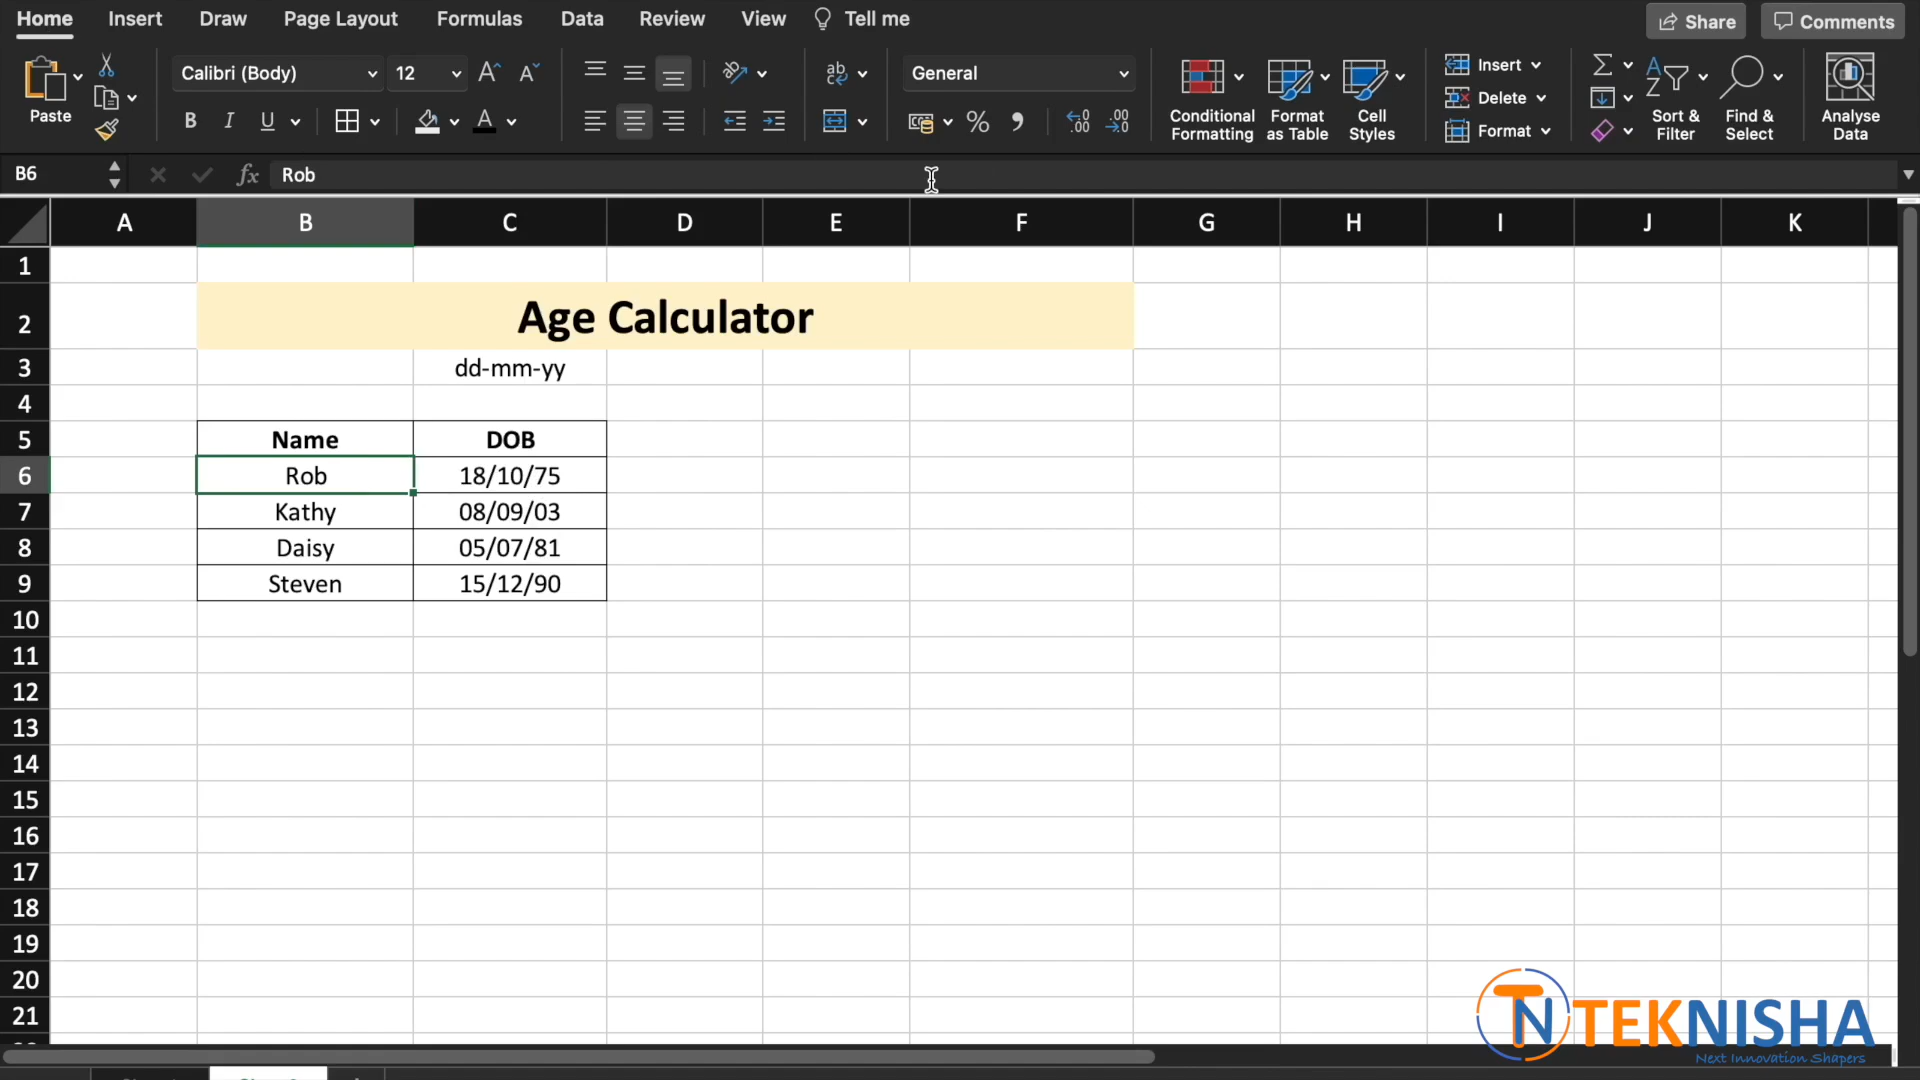 Home Insert Draw Page Layout Formulas Data Review View Tell me Share Comments
Paste Calibri (Body) 12 A A ab General Conditional Formatting Format as Table Cell Styles Insert Delete Format Sort & Filter Find & Select Analyse Data
B I U A % , .00 .00
B6 fx Rob
A B C D E F G H I J K
1
2 Age Calculator
3 dd-mm-yy
4
5 Name DOB
6 Rob 18/10/75
7 Kathy 08/09/03
8 Daisy 05/07/81
9 Steven 15/12/90
10
11
12
13
14
15
16
17
18
19
20
21
TN TEKNISHA
Next Innovation Shapers